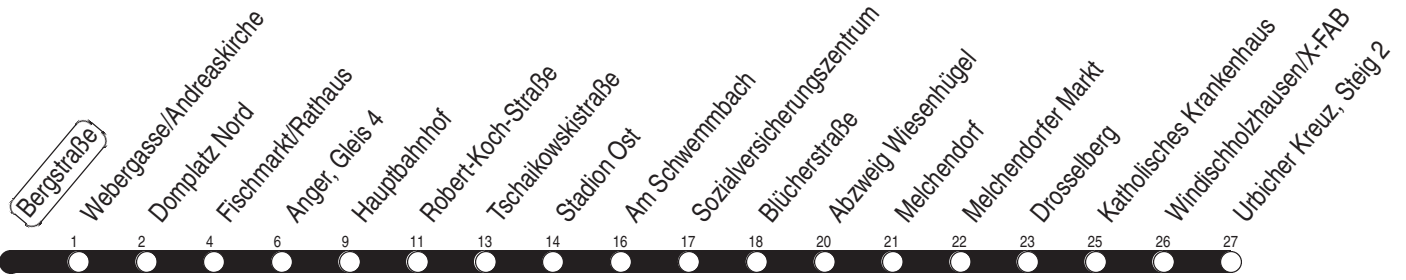 Bergstraße
Webergasse/Andreaskirche
Domplatz Nord
Fischmarkt/Rathaus
Anger, Gleis 4
Hauptbahnhof
Robert-Koch-Straße
Tschaikowskistraße
Stadion Ost
Am Schwemmbach
Sozialversicherungszentrum
Blücherstraße
Abzweig Wiesenhügel
Melchendorf
Melchendorfer Markt
Drosselberg
Katholisches Krankenhaus
Windischholzhausen/X-FAB
Urbicher Kreuz, Steig 2
1 2 4 6 9 11 13 14 16 17 18 20 21 22 23 25 26 27